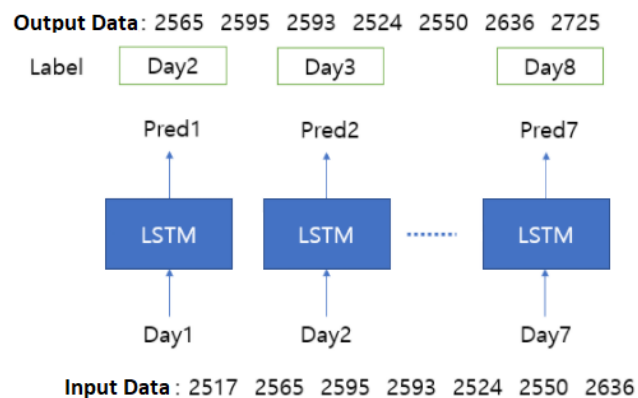 Output Data: 2565 2595 2593 2524 2550 2636 2725
Label Day2 Day3 Day8
Pred1 Pred2 Pred7
LSTM LSTM LSTM
Day1 Day2 Day7
Input Data : 2517 2565 2595 2593 2524 2550 2636